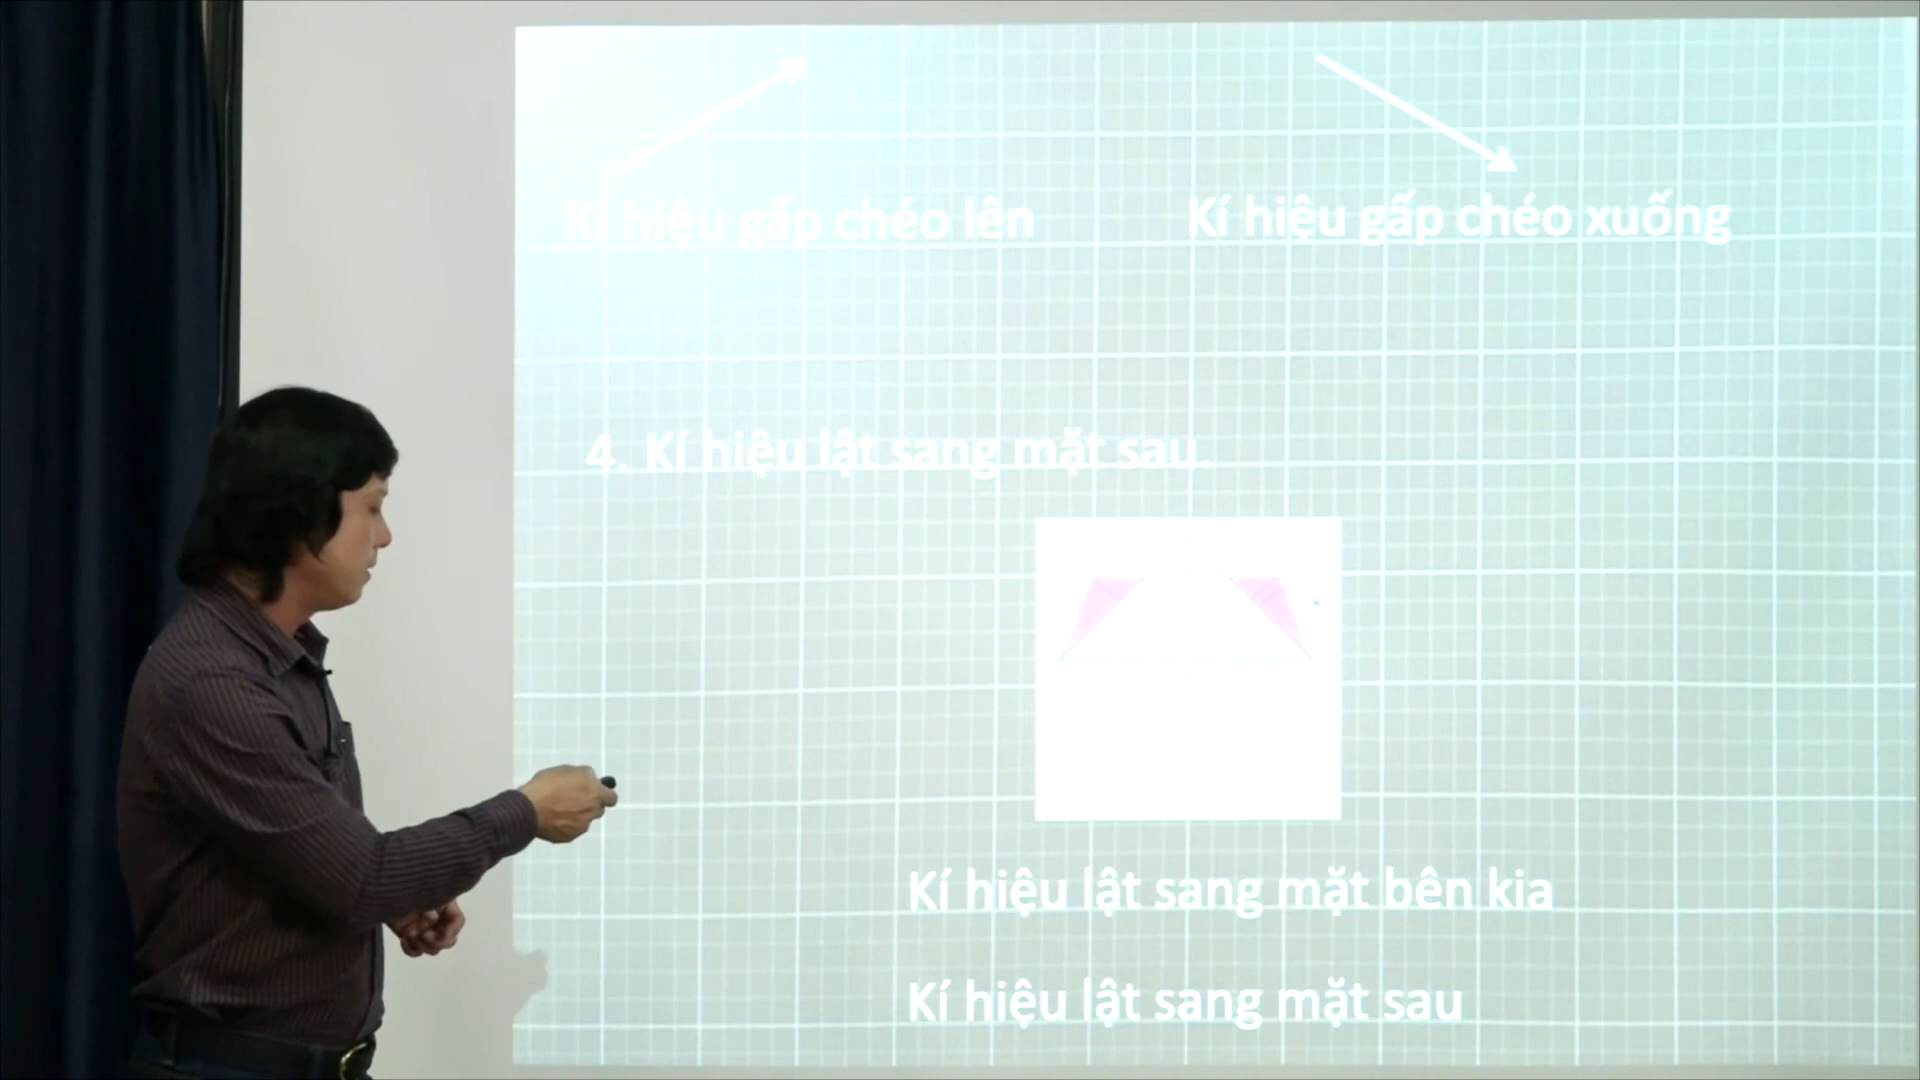 Kí hiệu gấp chéo lên
Kí hiệu gấp chéo xuống
4. Kí hiệu lật sang mặt sau.
Kí hiệu lật sang mặt bên kia
Kí hiệu lật sang mặt sau